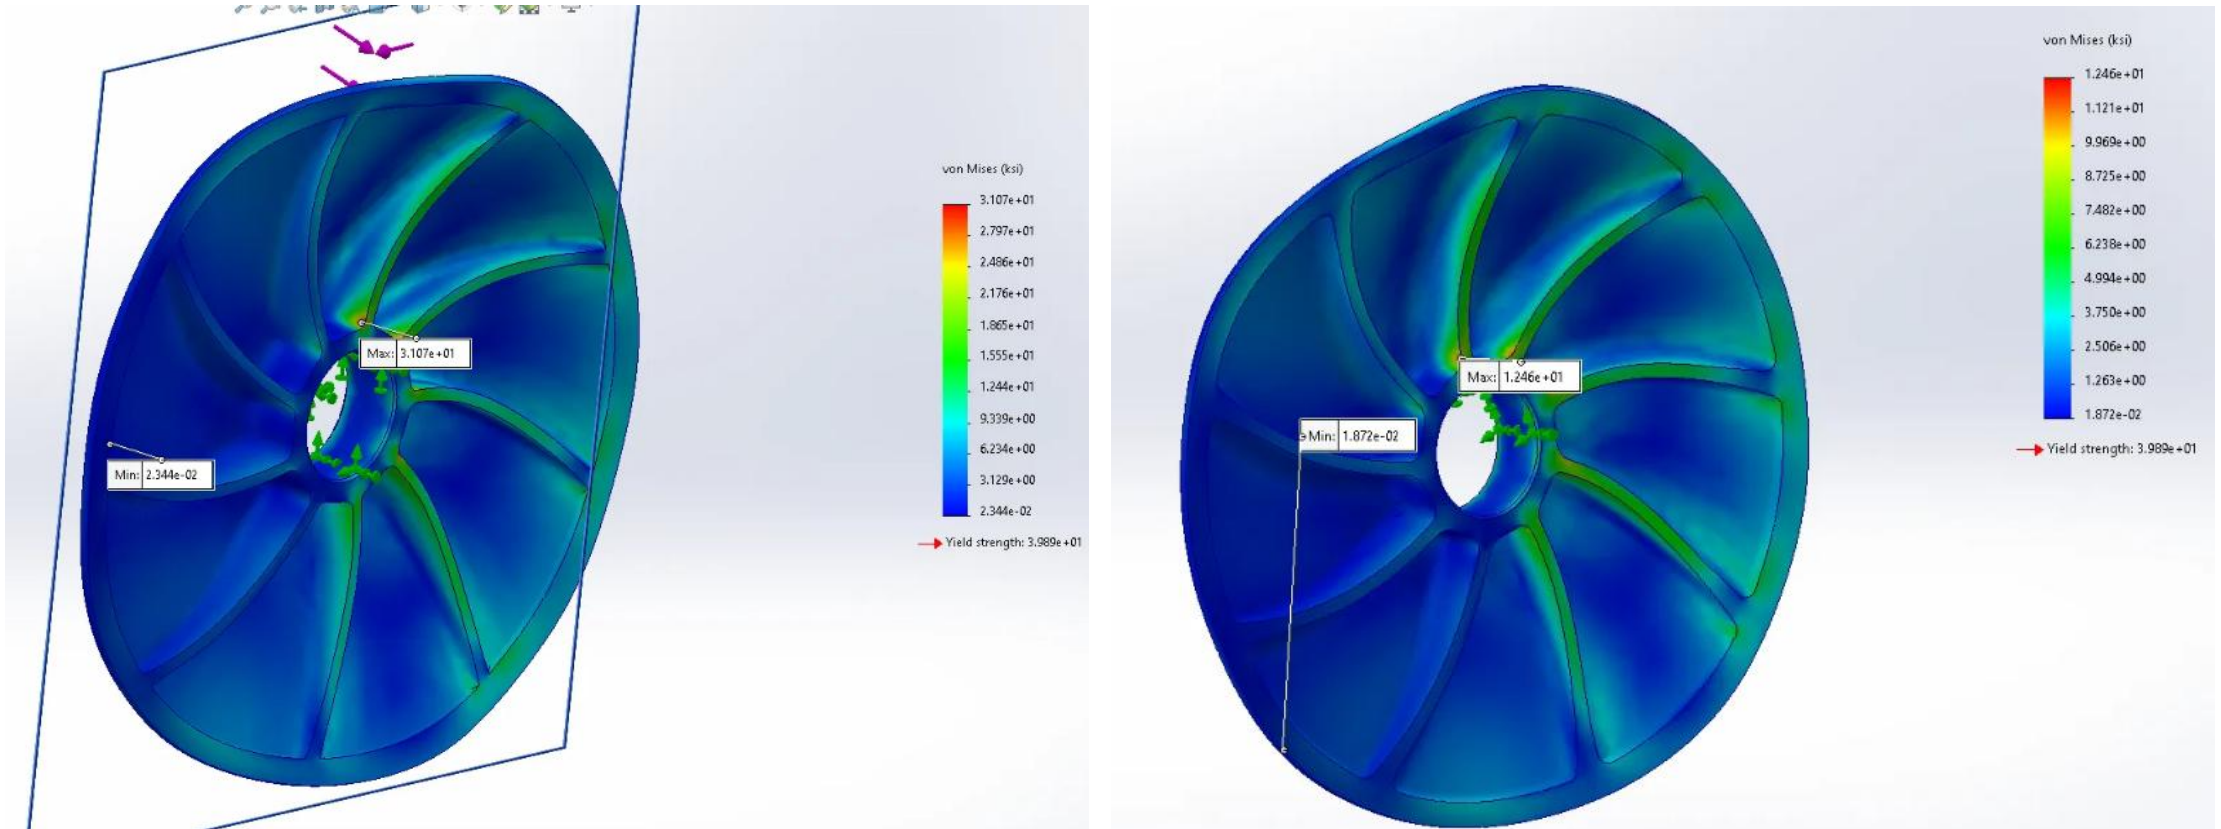 von Mises (ksi)
3.107e+01
2.797e+01
2.486e+01
2.176e+01
1.865e+01
1.555e+01
1.244e+01
9.339e+00
6.234e+00
3.129e+00
2.344e-02
Yield strength: 3.989e+01
Max: 3.107e+01
Min: 2.344e-02
von Mises (ksi)
1.246e+01
1.121e+01
9.969e+00
8.725e+00
7.482e+00
6.238e+00
4.994e+00
3.750e+00
2.506e+00
1.263e+00
1.872e-02
Yield strength: 3.989e+01
Max: 1.246e+01
Min: 1.872e-02